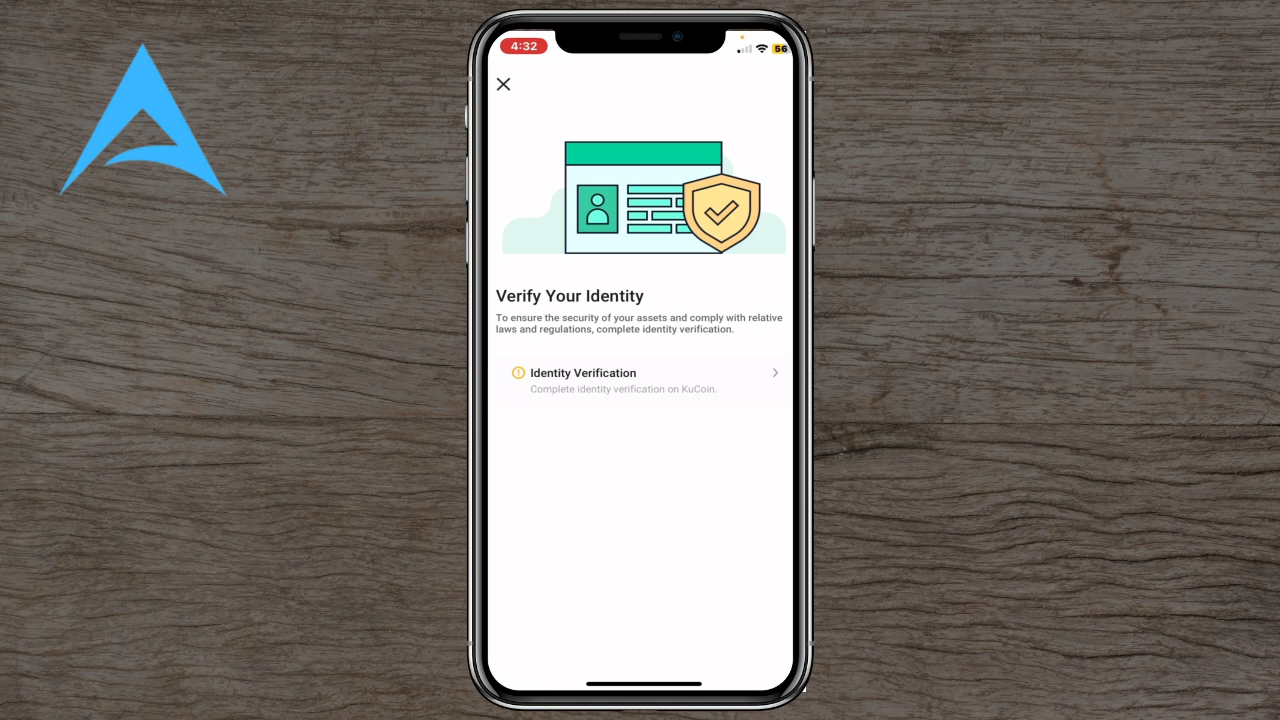 4:32
56
Verify Your Identity
To ensure the security of your assets and comply with relative
laws and regulations, complete identity verification.
Identity Verification
Complete identity verification on KuCoin.